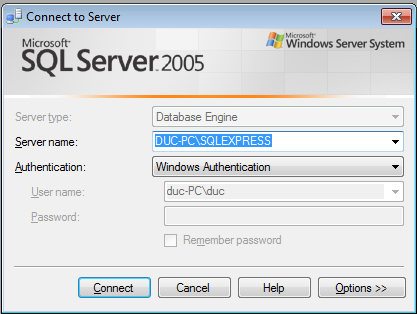 Connect to Server
Microsoft
SQL Server 2005
Microsoft
Windows Server System
Server type: Database Engine
Server name: DUC-PC\SQLEXPRESS
Authentication: Windows Authentication
User name: duc-PC\duc
Password:
Remember password
Connect Cancel Help Options >>